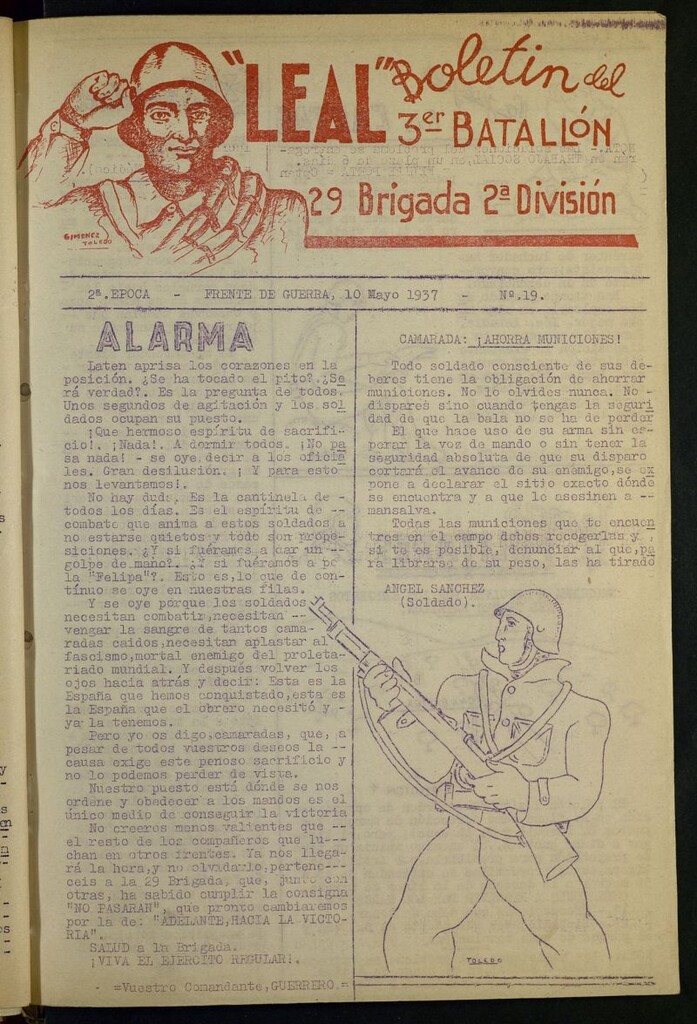 "LEAL" Boletin del
3er BATALLÓN
29 Brigada 2ª División
GIMENEZ
TOLEDO
2ª.EPOCA - FRENTE DE GUERRA, 10 Mayo 1937 - Nº.19.
ALARMA
Laten aprisa los corazones en la
posición. ¿Se ha tocado el pito?.¿Se
rá verdad?. Es la pregunta de todos.
Unos segundos de agitación y los sol
dados ocupan su puesto.
¡Que hermoso espíritu de sacrifi-
cio!. ¡Nada!. A dormir todos. ¡No pa
sa nada! - se oye decir a los oficia
les. Gran desilusión. ¡ Y para esto
nos levantamos!.
No hay duda. Es la cantinela de -
todos los días. Es el espíritu de --
combate que anima a estos soldados a
no estarse quietos y todo son propo-
siciones. ¿Y si fuéramos a dar un --
golpe de mano?. ¿Y si fuéramos a po
la "Felipa"?. Esto es,lo que de con-
tínuo se oye en nuestras filas.
Y se oye porque los soldados
necesitan combatir,necesitan --
vengar la sangre de tantos cama-
radas caidos,necesitan aplastar al
fascismo,mortal enemigo del proleta-
riado mundial. Y después volver los
ojos hacia atrás y decir: Esta es la
España que hemos conquistado,esta es
la España que el obrero necesitó y -
ya la tenemos.
Pero yo os digo,camaradas, que, a
pesar de todos vuestros deseos la --
causa exige este penoso sacrificio y
no lo podemos perder de vista.
Nuestro puesto está dónde se nos
ordene y obedecer a los mandos es el
único medio de conseguir la victoria
No creeros menos valientes que --
el resto de los compañeros que lu---
chan en otros frentes. Ya nos llega-
rá la hora,y no olvidarlo,pertene---
ceis a la 29 Brigada, que, junto con
otras, ha sabido cumplir la consigna
"NO PASARAN", que pronto cambiaremos
por la de: "ADELANTE,HACIA LA VICTO-
RIA".
SALUD a la Brigada.
¡VIVA EL EJERCITO REGULAR!.
=Vuestro Comandante,GUERRERO.=
CAMARADA: ¡AHORRA MUNICIONES!
Todo soldado consciente de sus de-
beres tiene la obligación de ahorrar
municiones. No lo olvides nunca. No -
dispares sino cuando tengas la seguri
dad de que la bala no se ha de perder
El que hace uso de su arma sin es-
perar la voz de mando o sin tener la
seguridad absoluta de que su disparo
cortará el avance de su enemigo,se ex
pone a declarar el sitio exacto dónde
se encuentra y a que le asesinen a --
mansalva.
Todas las municiones que te encuen
tres en el campo debes recogerlas y ,
si te es posible, denunciar al que,pa
ra librarse de su peso, las ha tirado
ANGEL SANCHEZ
(Soldado).
TOLEDO